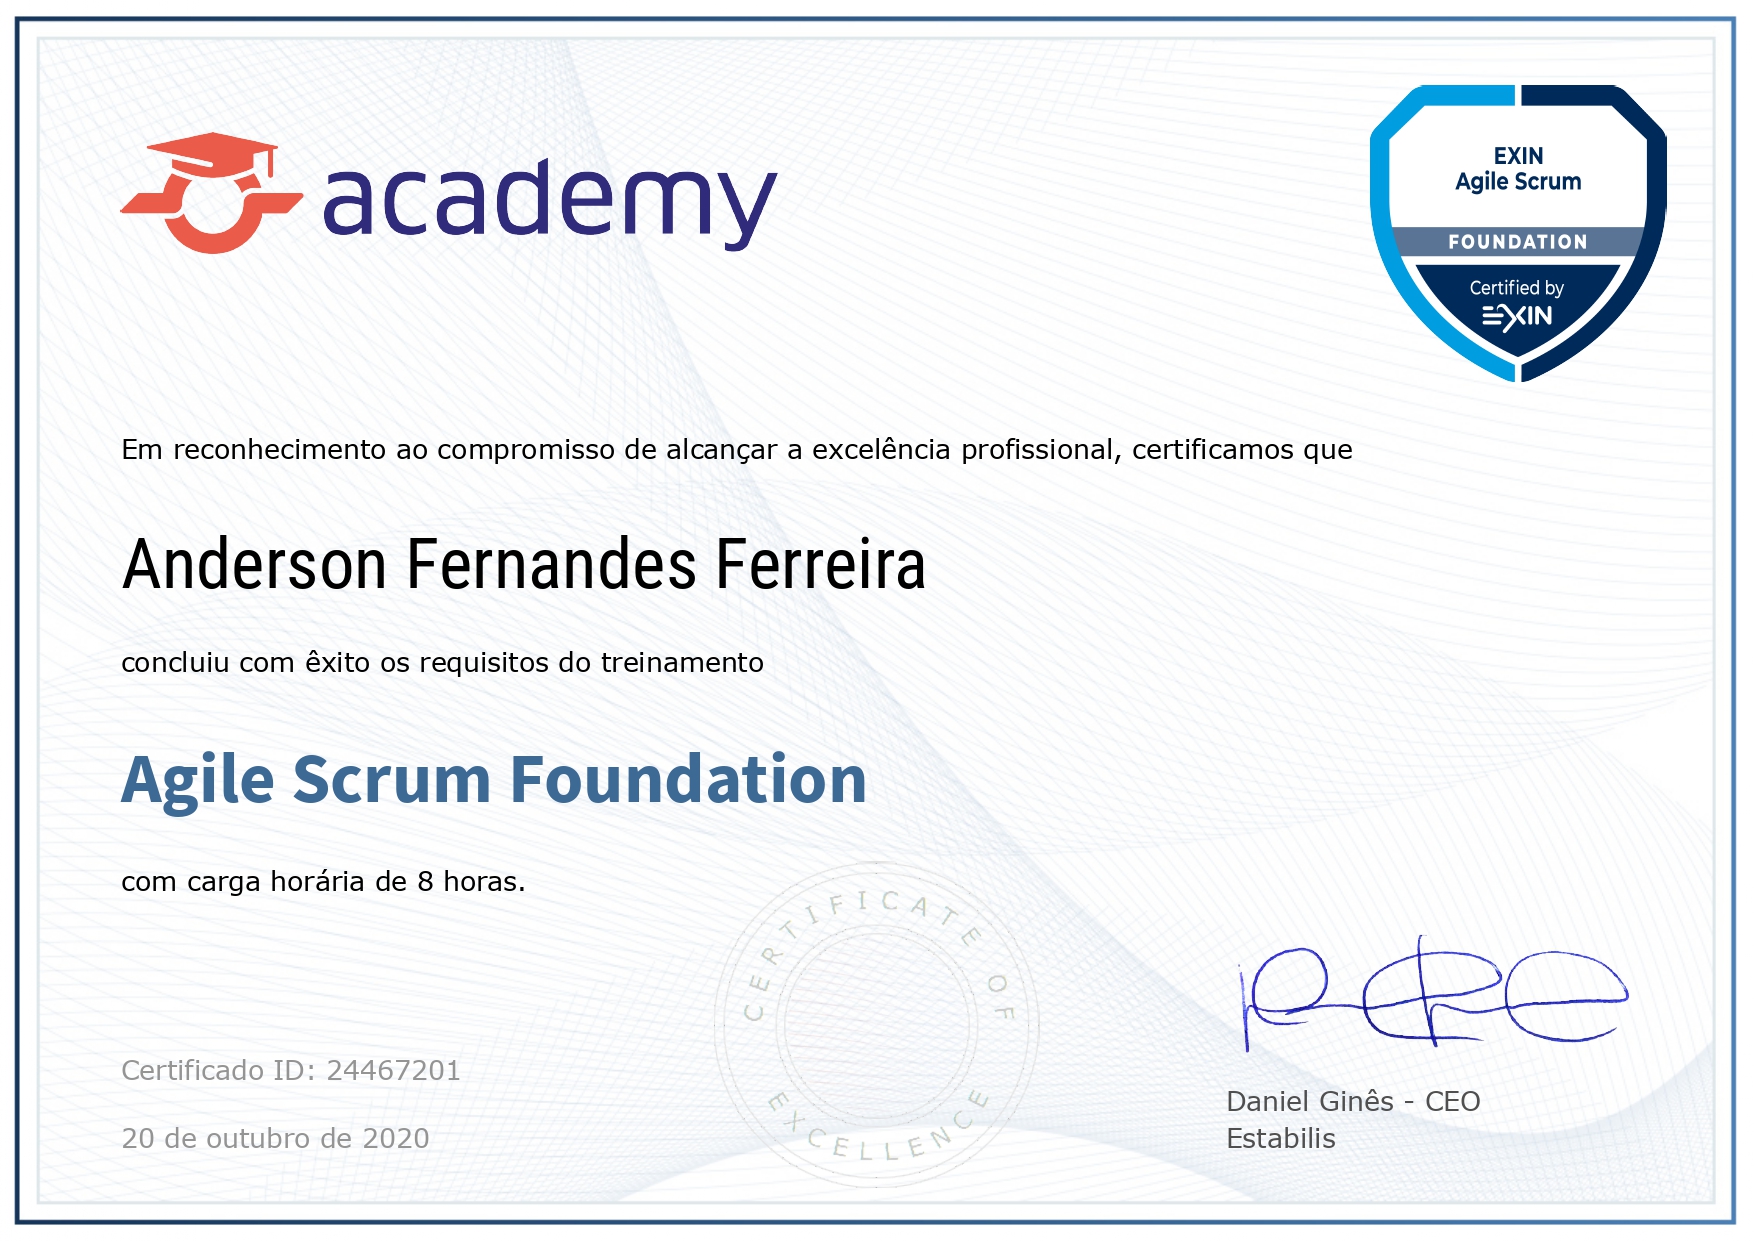 academy
EXIN
Agile Scrum
FOUNDATION
Certified by
EXIN
Em reconhecimento ao compromisso de alcançar a excelência profissional, certificamos que
Anderson Fernandes Ferreira
concluiu com êxito os requisitos do treinamento
Agile Scrum Foundation
com carga horária de 8 horas.
CERTIFICATE OF
EXCELLENCE
Certificado ID: 24467201
20 de outubro de 2020
Daniel Ginês - CEO
Estabilis